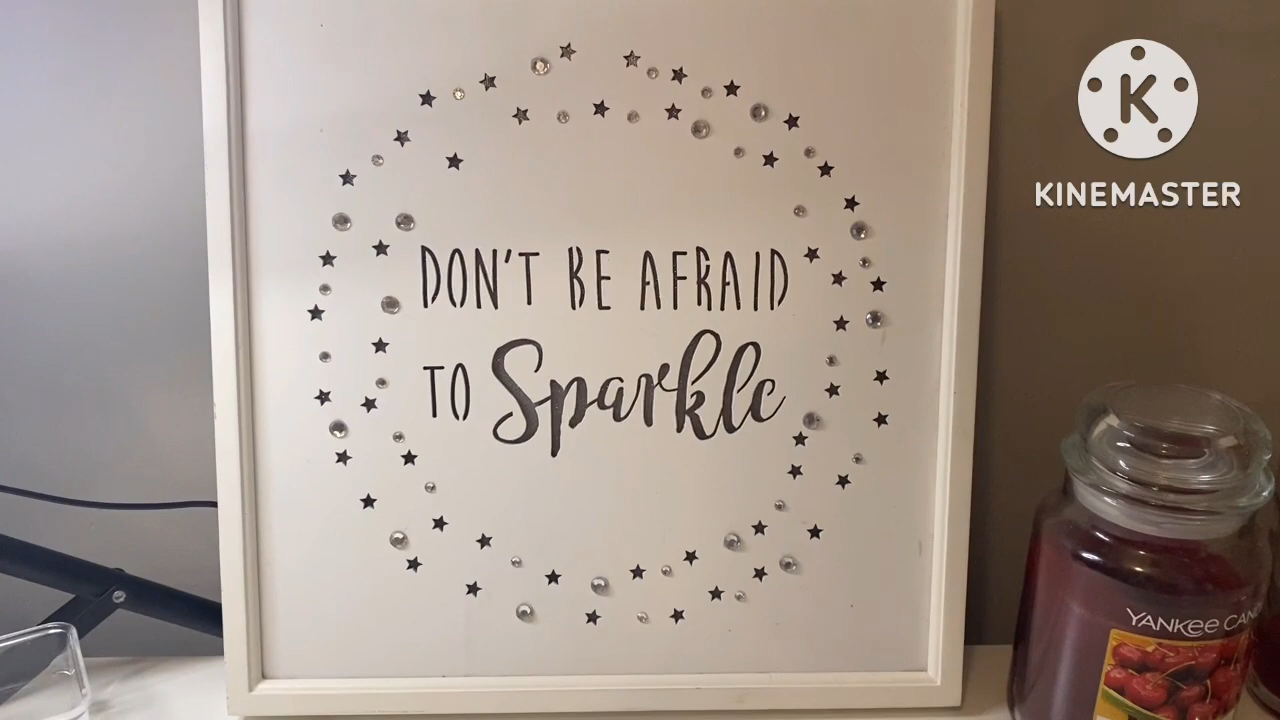 DON'T BE AFRAID
TO Sparkle
K
KINEMASTER
YANKEE CAN